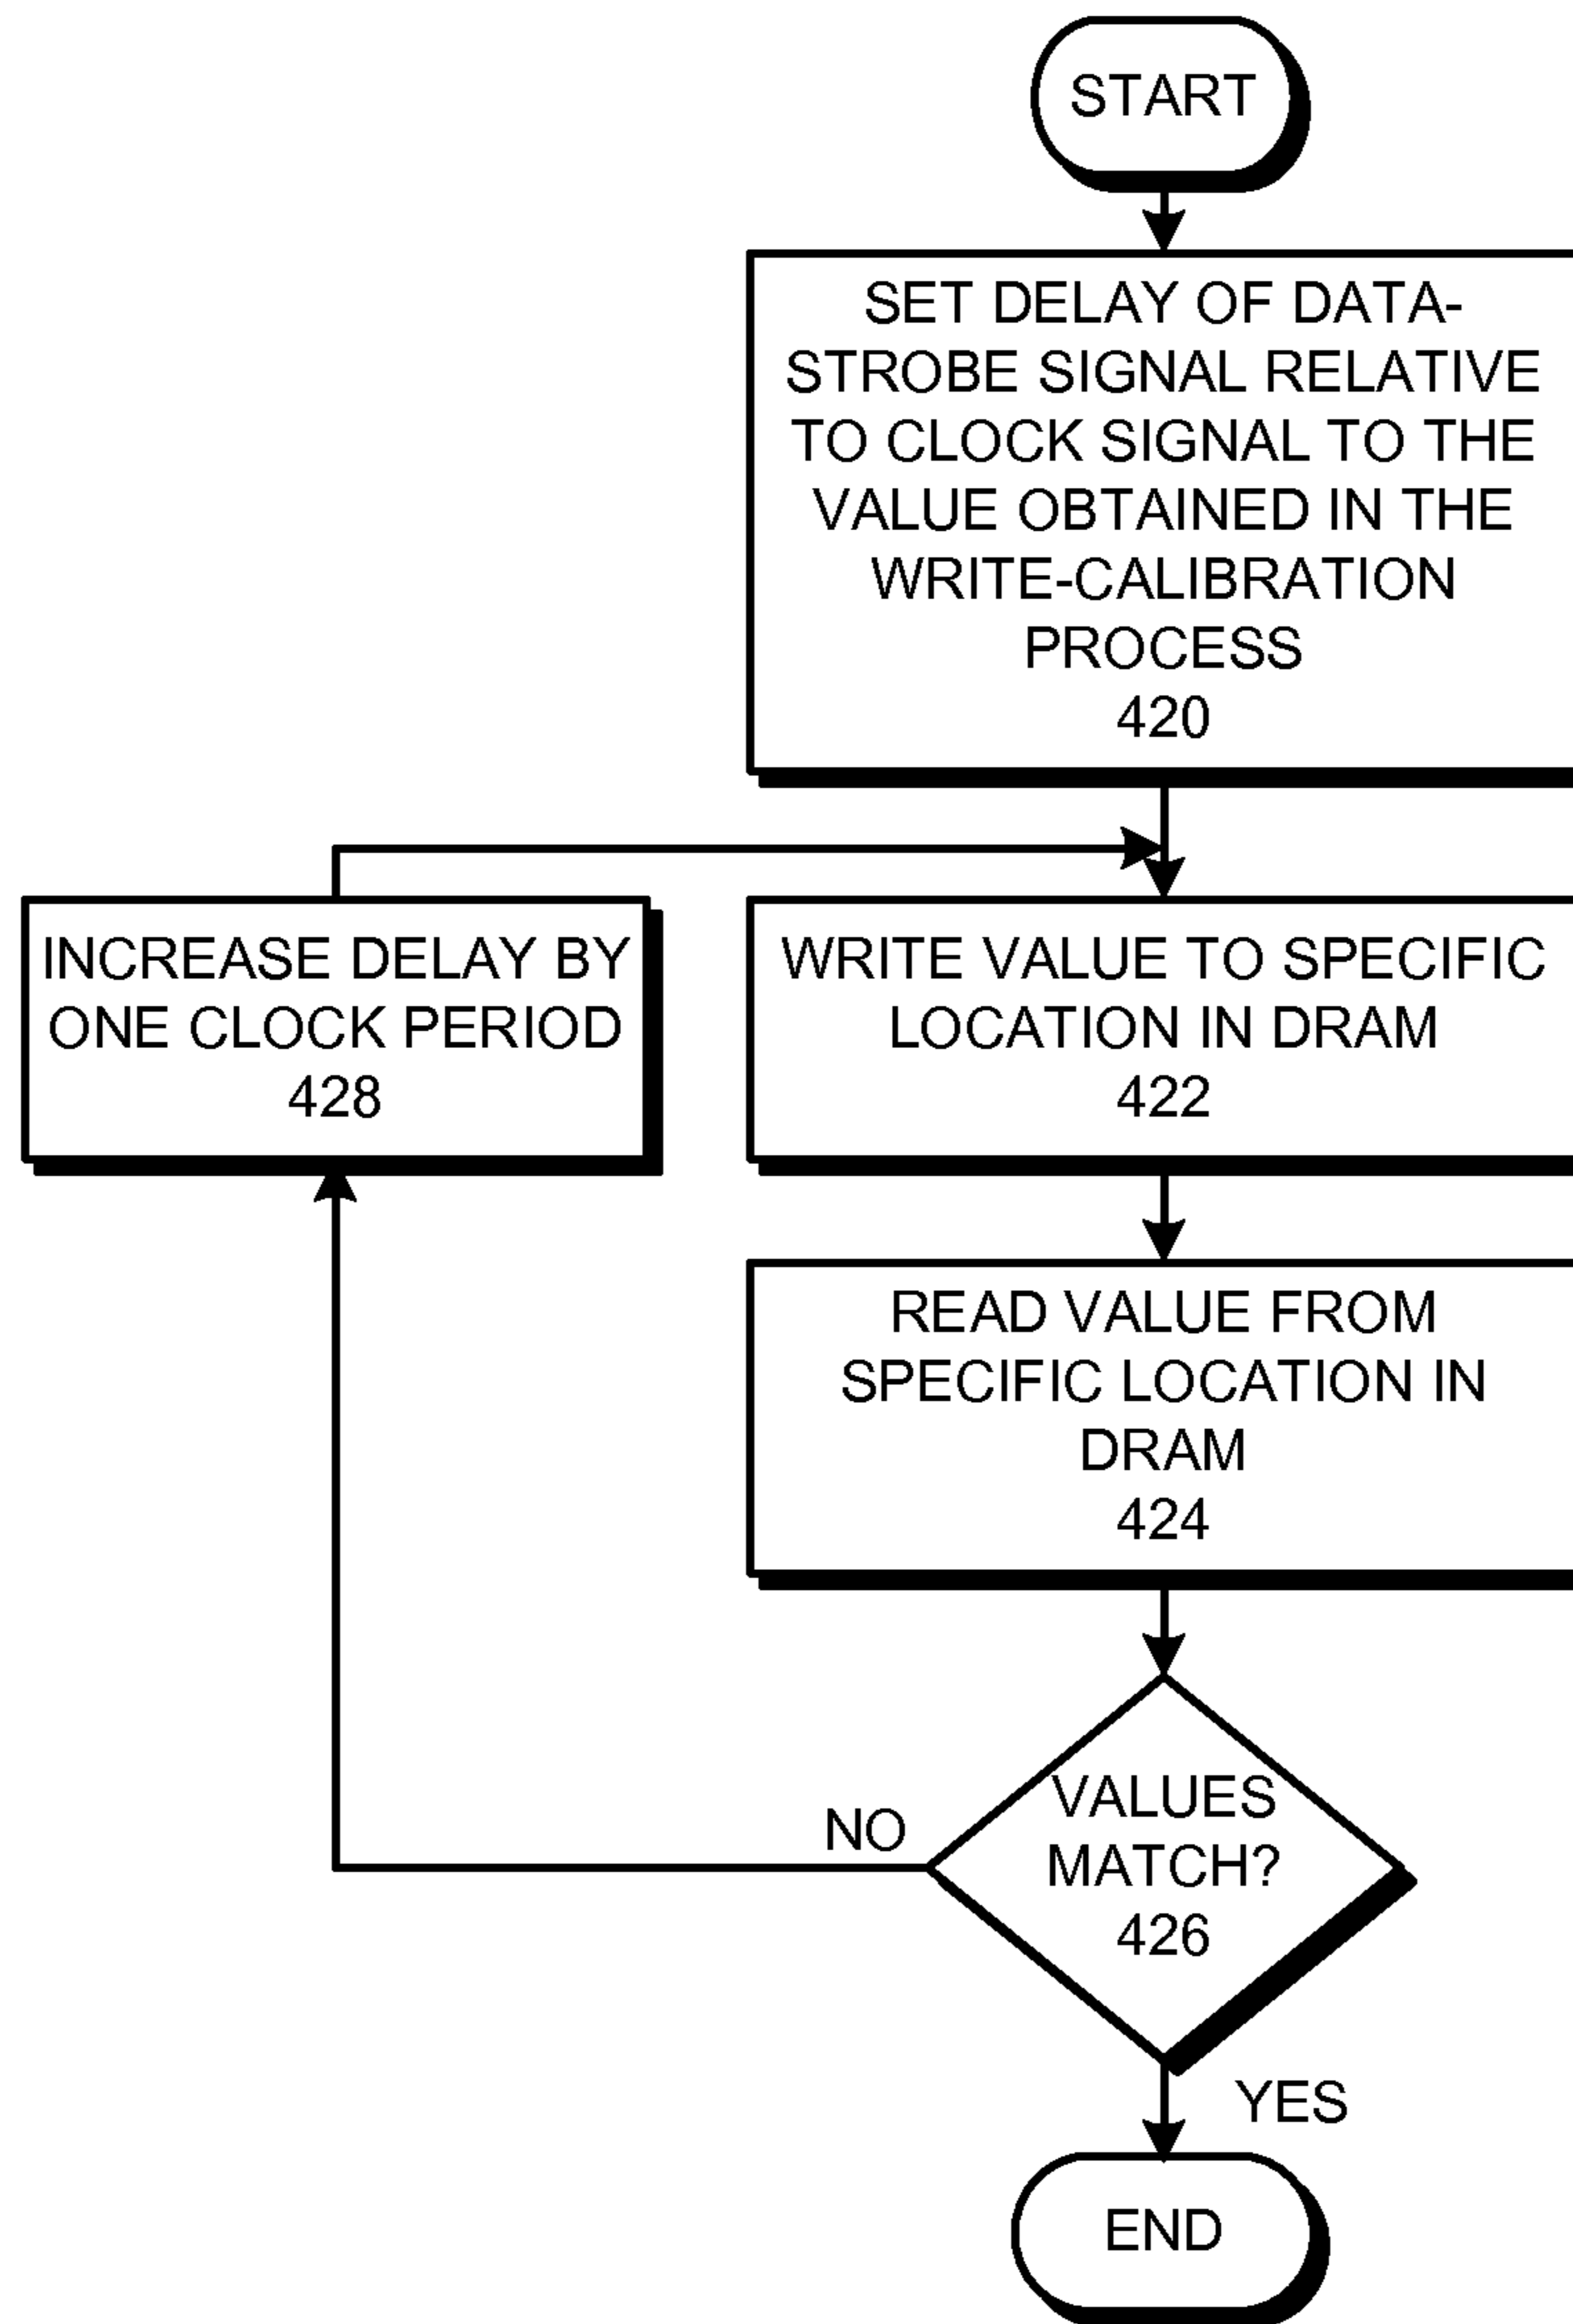 START
SET DELAY OF DATA-
STROBE SIGNAL RELATIVE
TO CLOCK SIGNAL TO THE
VALUE OBTAINED IN THE
WRITE-CALIBRATION
PROCESS
420
INCREASE DELAY BY
ONE CLOCK PERIOD
428
WRITE VALUE TO SPECIFIC
LOCATION IN DRAM
422
READ VALUE FROM
SPECIFIC LOCATION IN
DRAM
424
NO
VALUES
MATCH?
426
YES
END